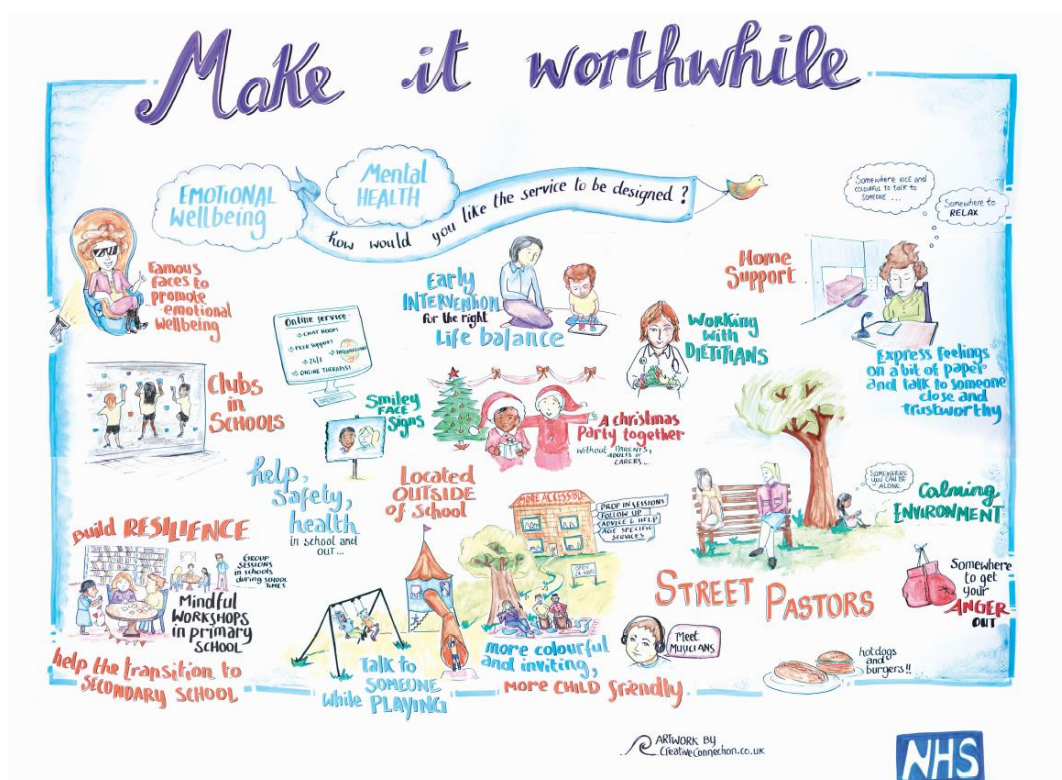 Make it worthwhile
EMOTIONAL
Wellbeing
Mental
HEALTH
how would you like the service to be designed?
Somewhere NICE and
COLOURFUL TO TALK TO
SOMEONE ...
Somewhere to
RELAX
Famous
faces to
promote
emotional
Wellbeing
Early
INTERVENTION
for the right
Life balance
Home
Support
Online service
CHAT ROOM
PEER SUPPORT
24/7
ONLINE THERAPIST
WORKING
with
DIETITIANS
Express feelings
on a bit of paper
and talk to someone
close and
trustworthy
Clubs
in
SCHOOLS
Smiley
FACE
Signs
A christmas
Party together
without PARENTS,
ADULTS OR
CARERS...
help,
safety,
health
in school and
OUT...
Located
OUTSIDE
of School
MORE ACCESSIBLE
DROP IN SESSIONS
FOLLOW UP
ADVICE & HELP
AGE SPECIFIC
SERVICES
OPEN
24 HOURS
SOMEWHERE
YOU CAN BE
ALONE
Calming
ENVIRONMENT
Build RESILIENCE
GROUP
SESSIONS
in schools
during SCHOOL
TIMES
Mindful
WORKSHOPS
in primary
SCHOOL
help the transition to
SECONDARY SCHOOL
Talk to
SOMEONE
while PLAYING
more colourful
and inviting,
more CHILD friendly
Meet
MUSICIANS
STREET PASTORS
Somewhere
to get
your
ANGER
OUT
hot dogs
and
burgers!!
ARTWORK BY
CreativeConnection.co.uk
NHS